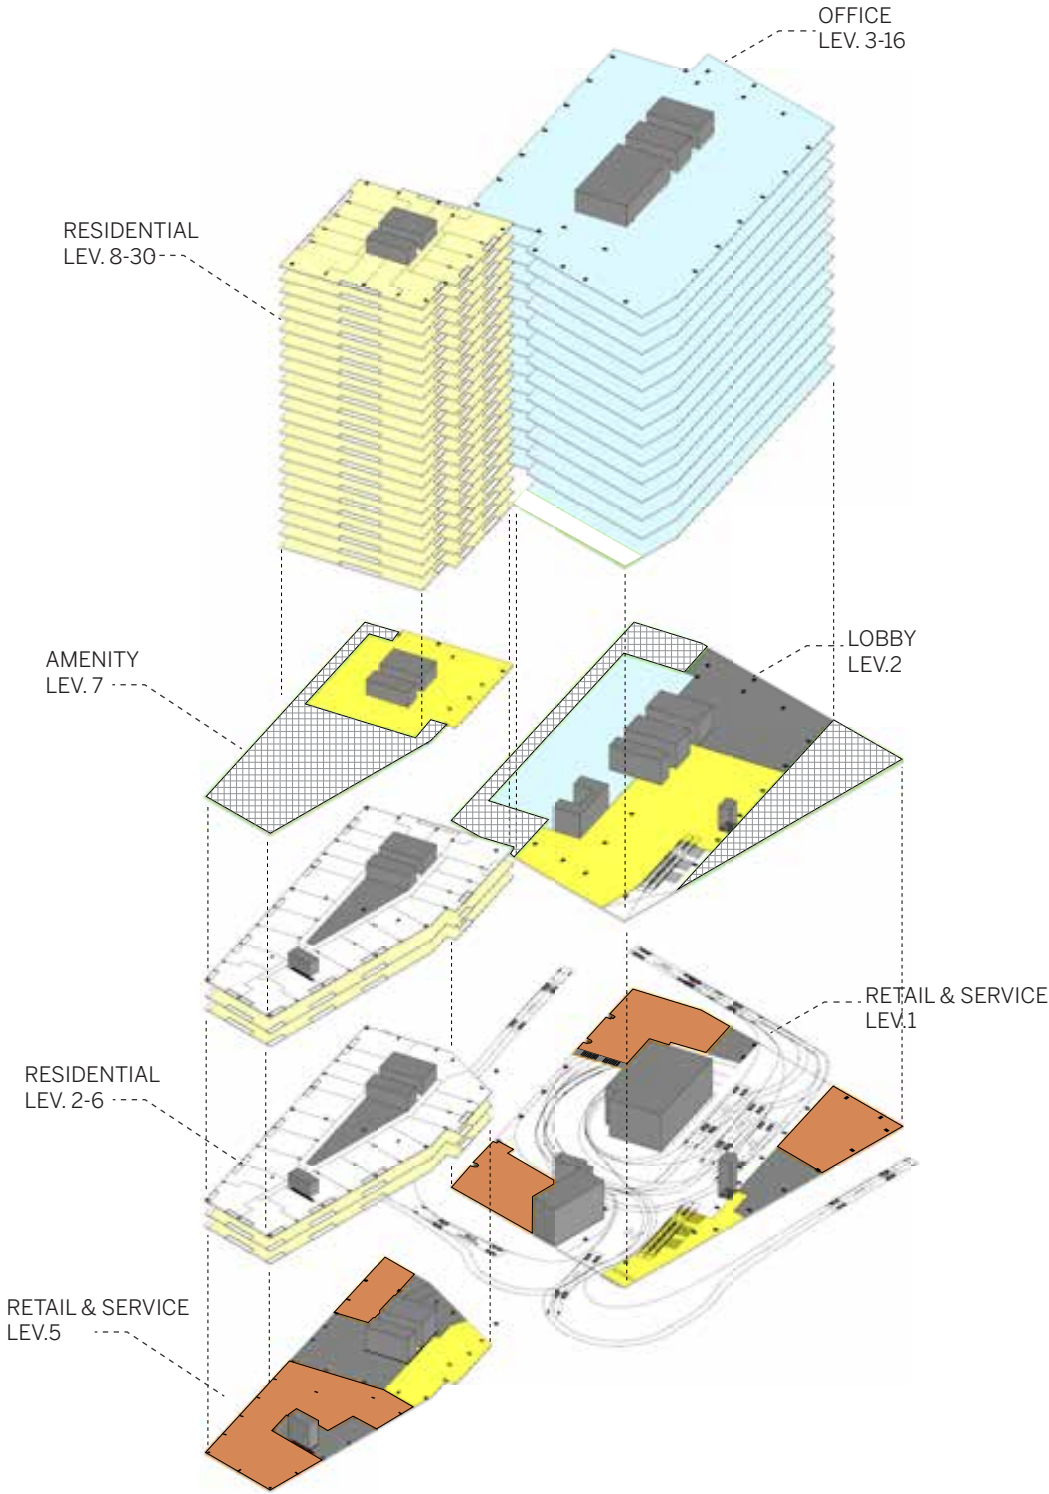 OFFICE
LEV. 3-16
RESIDENTIAL
LEV. 8-30
AMENITY
LEV. 7
LOBBY
LEV.2
RETAIL & SERVICE
LEV.1
RESIDENTIAL
LEV. 2-6
RETAIL & SERVICE
LEV.5